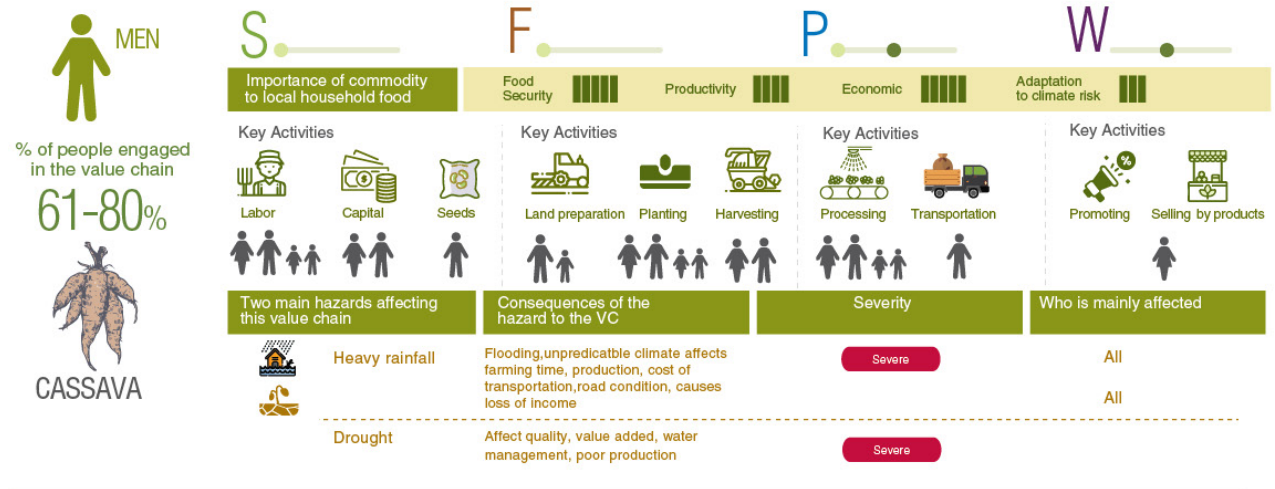 MEN
% of people engaged
in the value chain
61-80%
CASSAVA
S
F
P
W
Importance of commodity
to local household food
Food
Security
Productivity
Economic
Adaptation
to climate risk
Key Activities
Labor
Capital
Seeds
Key Activities
Land preparation
Planting
Harvesting
Key Activities
Processing
Transportation
Key Activities
%
Promoting
Selling by products
Two main hazards affecting
this value chain
Consequences of the
hazard to the VC
Severity
Who is mainly affected
Heavy rainfall
Flooding,unpredicatble climate affects
farming time, production, cost of
transportation,road condition, causes
loss of income
Severe
All
All
Drought
Affect quality, value added, water
management, poor production
Severe